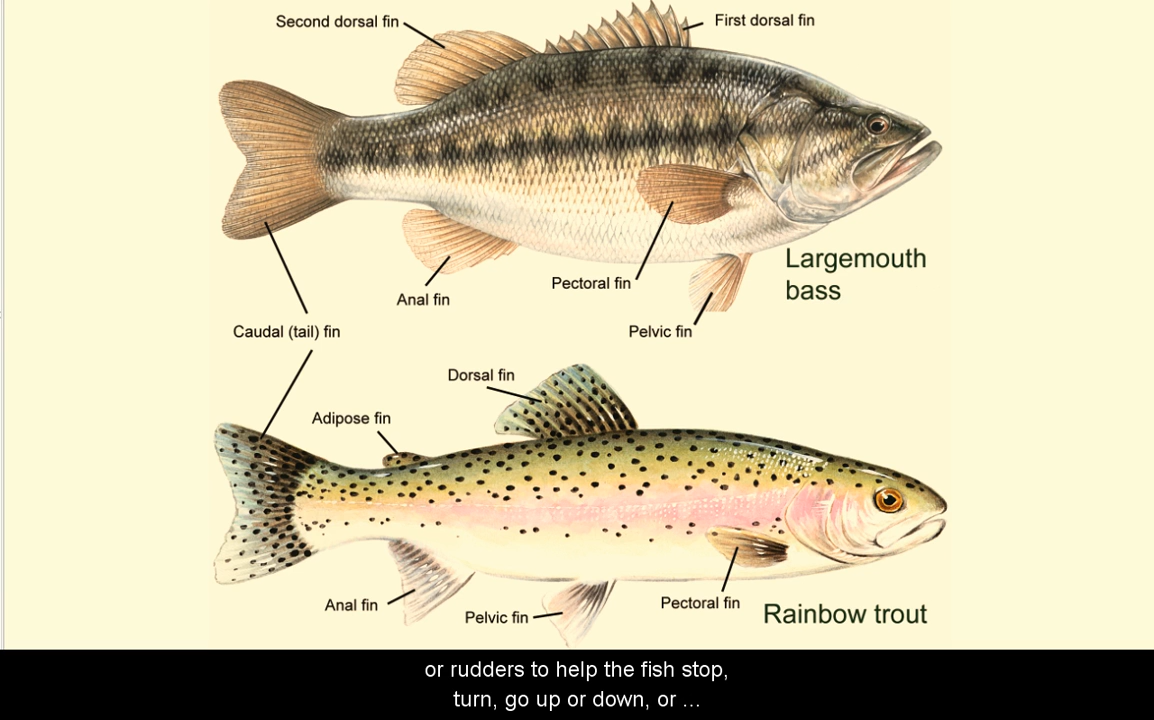 Second dorsal fin
First dorsal fin
Pectoral fin
Anal fin
Largemouth
bass
Pelvic fin
Caudal (tail) fin
Dorsal fin
Adipose fin
Anal fin
Pelvic fin
Pectoral fin
Rainbow trout
or rudders to help the fish stop,
turn, go up or down, or ...